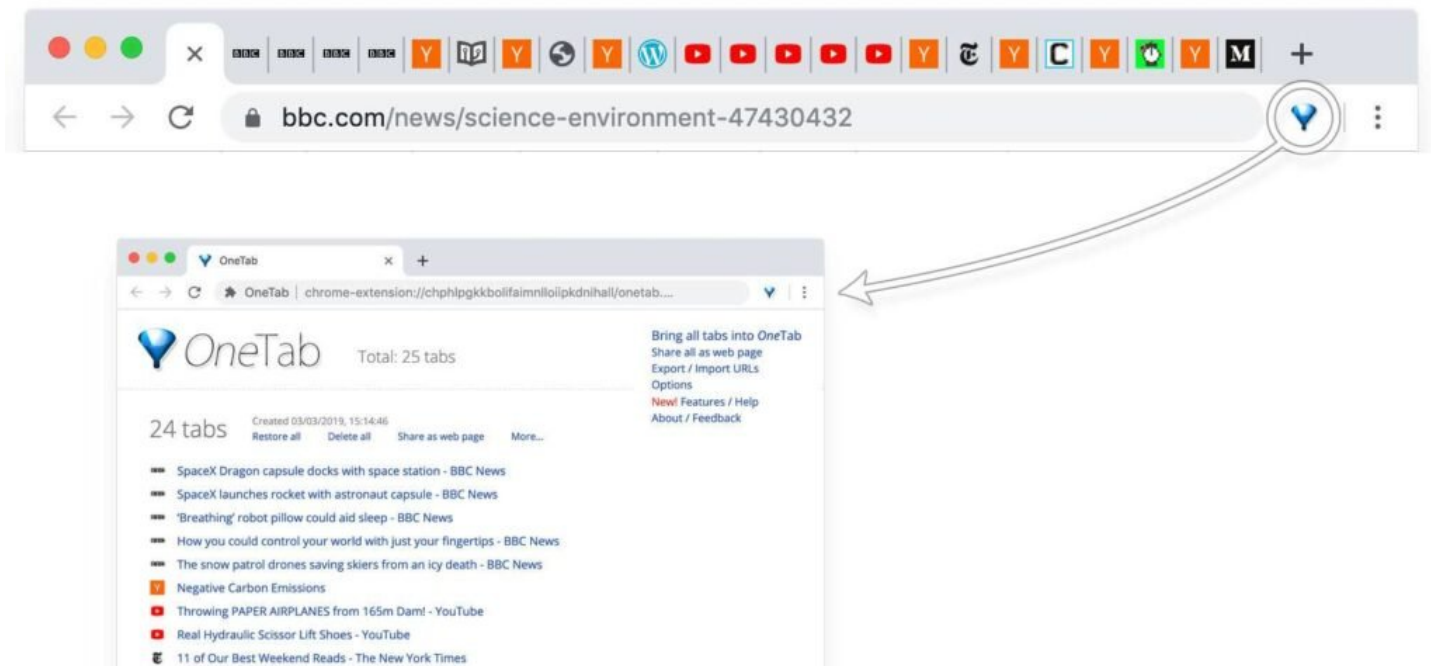 BBC BBC BBC BBC Y Y Y W Y T Y C Y Y M
bbc.com/news/science-environment-47430432
OneTab
OneTab chrome-extension://chphlpgkkbolifaimnlloiipkdnihall/onetab....
OneTab Total: 25 tabs
Bring all tabs into OneTab
Share all as web page
Export / Import URLs
Options
New! Features / Help
About / Feedback
24 tabs
Created 03/03/2019, 15:14:46
Restore all Delete all Share as web page More...
SpaceX Dragon capsule docks with space station - BBC News
SpaceX launches rocket with astronaut capsule - BBC News
'Breathing' robot pillow could aid sleep - BBC News
How you could control your world with just your fingertips - BBC News
The snow patrol drones saving skiers from an icy death - BBC News
Y Negative Carbon Emissions
Throwing PAPER AIRPLANES from 165m Dam! - YouTube
Real Hydraulic Scissor Lift Shoes - YouTube
T 11 of Our Best Weekend Reads - The New York Times